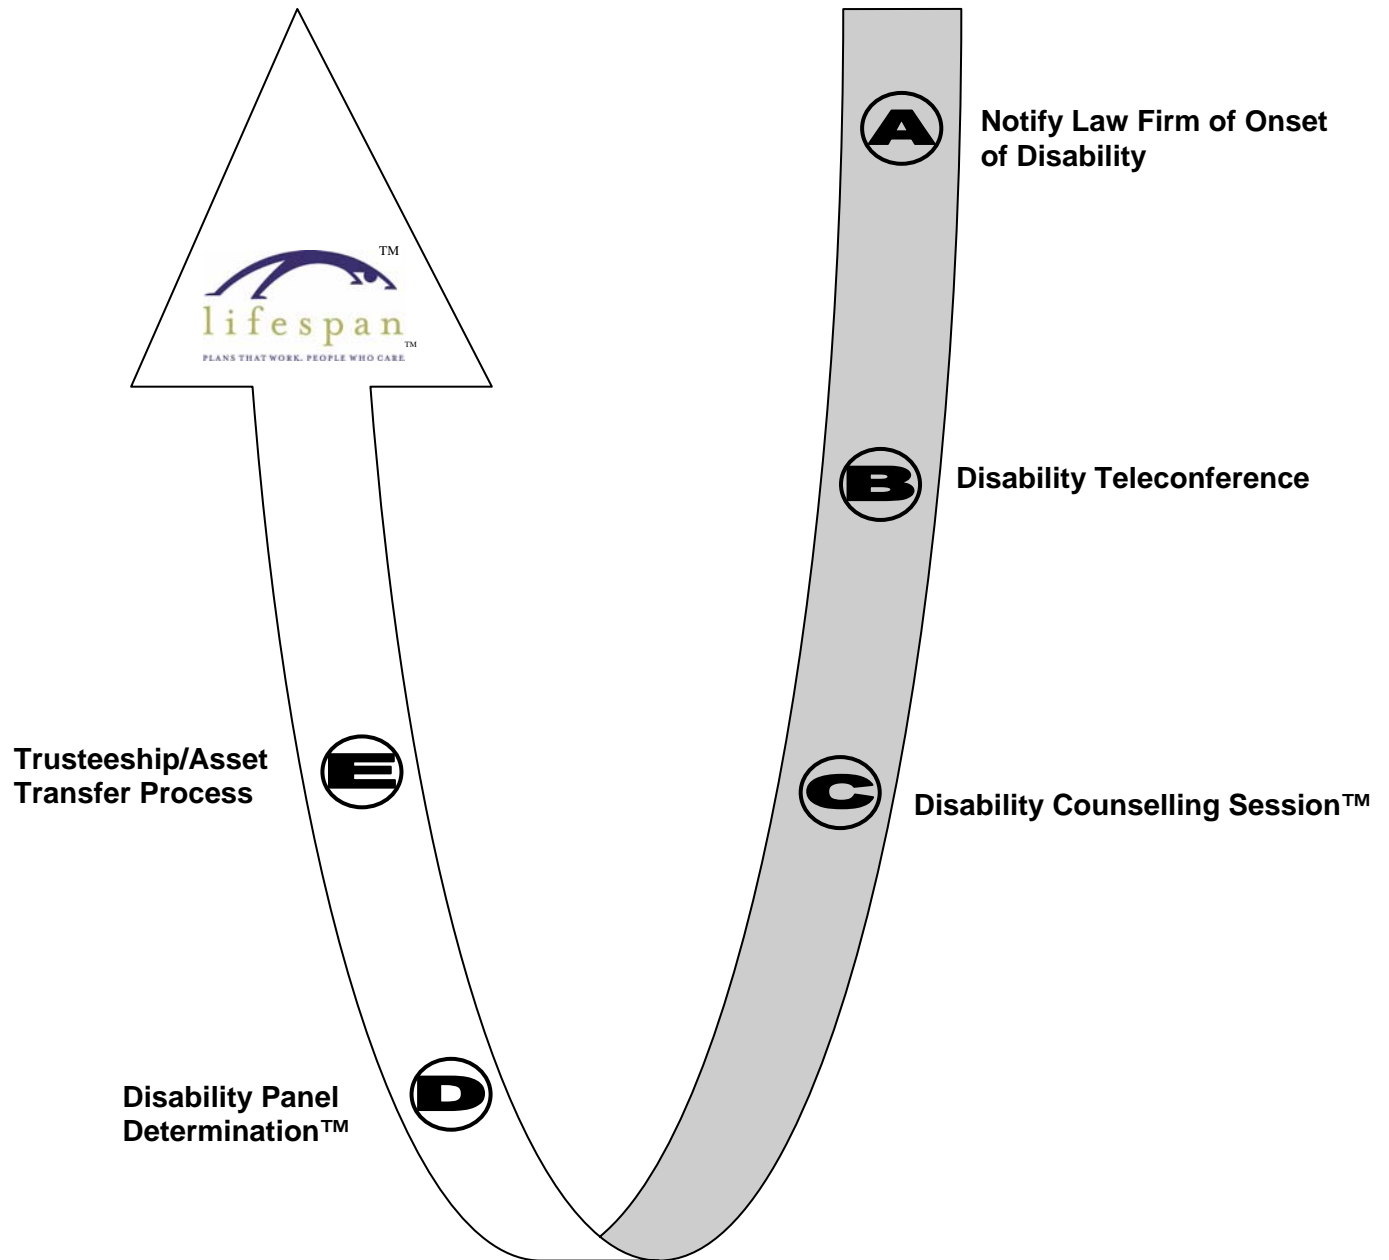 A
Notify Law Firm of Onset
of Disability
B
Disability Teleconference
C
Disability Counselling Session™
D
Disability Panel
Determination™
E
Trusteeship/Asset
Transfer Process
TM
lifespan
TM
PLANS THAT WORK. PEOPLE WHO CARE